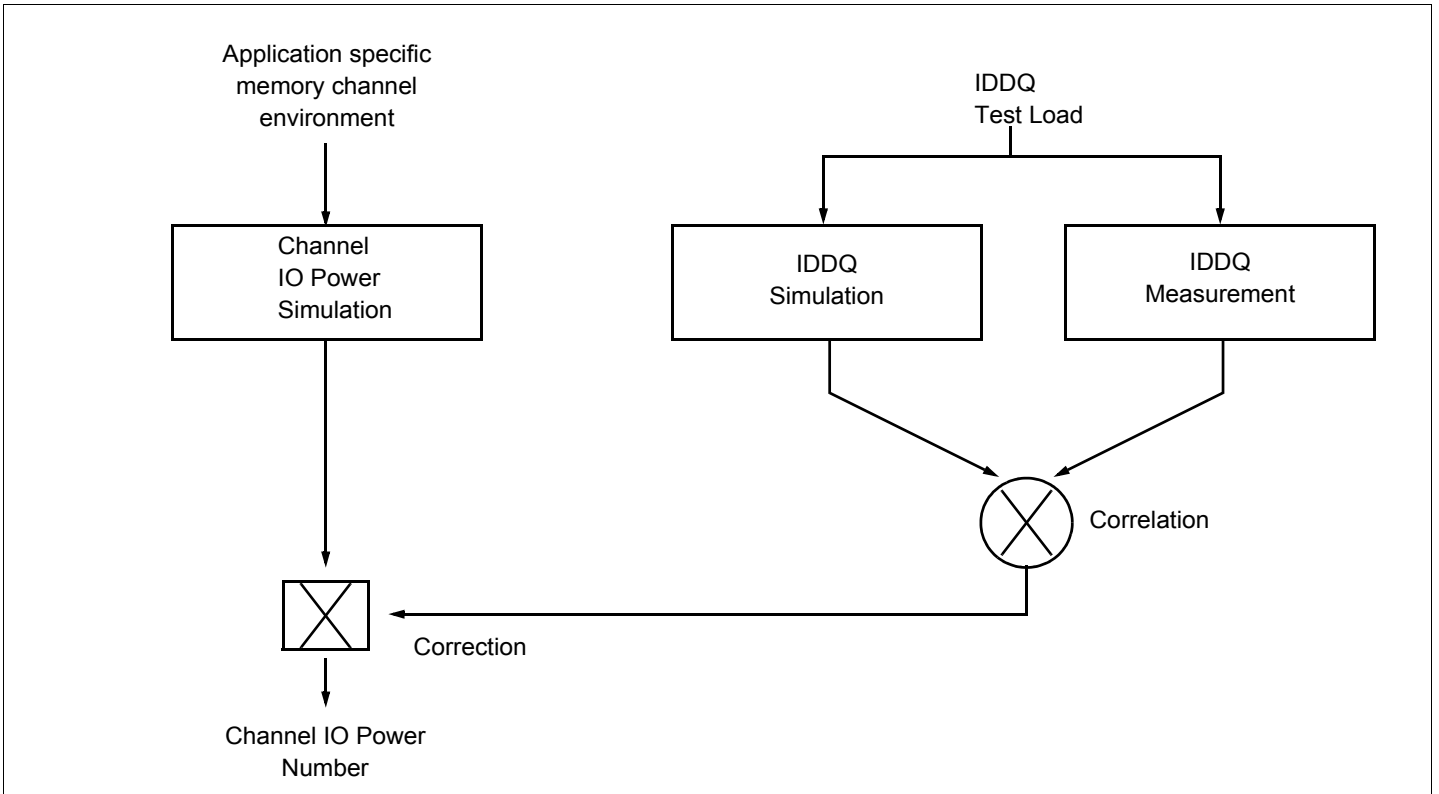 Application specific
memory channel
environment
IDDQ
Test Load
Channel
IO Power
Simulation
IDDQ
Simulation
IDDQ
Measurement
Correlation
Correction
Channel IO Power
Number